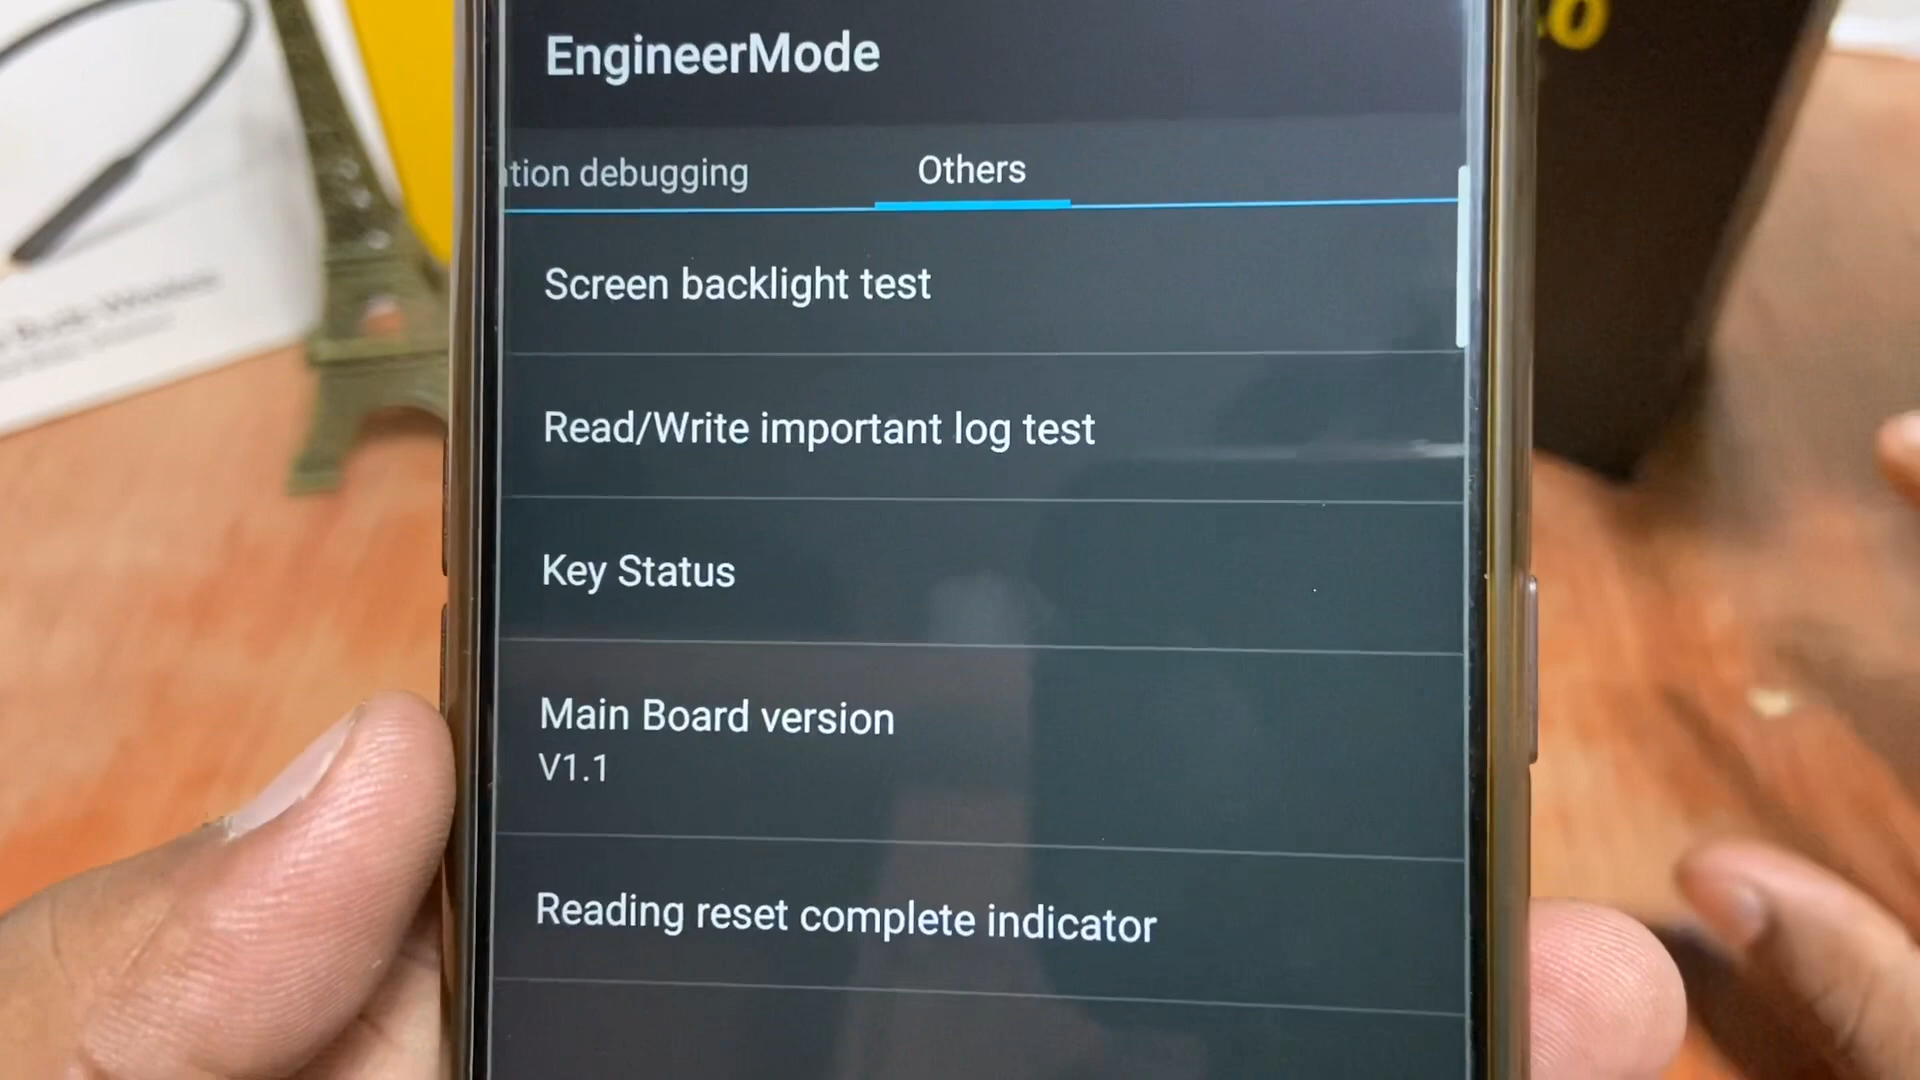 EngineerMode
tion debugging
Others
Screen backlight test
Read/Write important log test
Key Status
Main Board version
V1.1
Reading reset complete indicator